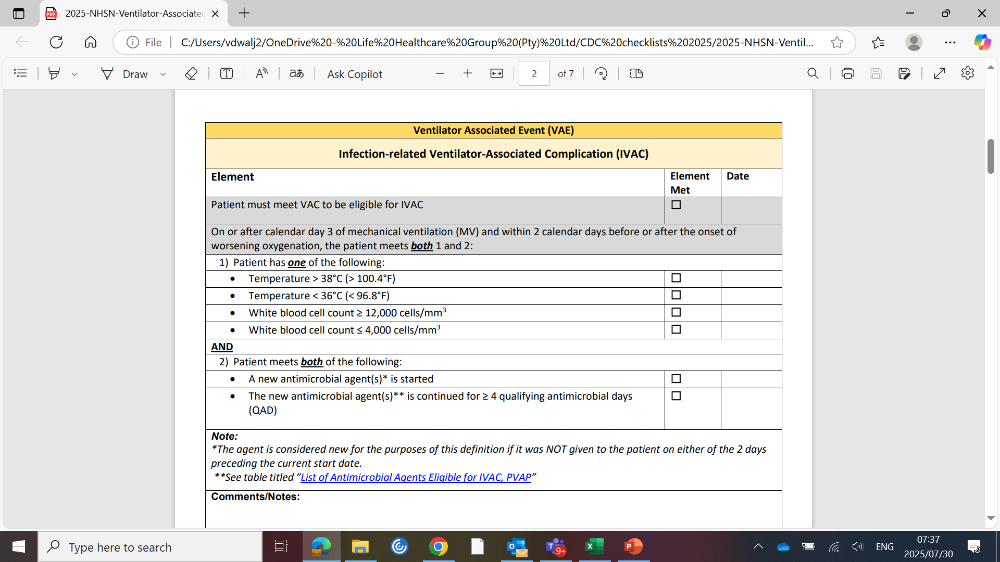 2025-NHSN-Ventilator-Associated
File
C:/Users/vdwalj2/OneDrive%20-%20Life%20Healthcare%20Group%20(Pty)%20Ltd/CDC%20checklists%202025/2025-NHSN-Ventil...
Draw
Ask Copilot
2
of 7
Ventilator Associated Event (VAE)
Infection-related Ventilator-Associated Complication (IVAC)
Element
Element Met
Date
Patient must meet VAC to be eligible for IVAC
On or after calendar day 3 of mechanical ventilation (MV) and within 2 calendar days before or after the onset of
worsening oxygenation, the patient meets both 1 and 2:
1) Patient has one of the following:
• Temperature > 38°C (> 100.4°F)
• Temperature < 36°C (< 96.8°F)
• White blood cell count ≥ 12,000 cells/mm³
• White blood cell count ≤ 4,000 cells/mm³
AND
2) Patient meets both of the following:
• A new antimicrobial agent(s)* is started
• The new antimicrobial agent(s)** is continued for ≥ 4 qualifying antimicrobial days
(QAD)
Note:
*The agent is considered new for the purposes of this definition if it was NOT given to the patient on either of the 2 days
preceding the current start date.
**See table titled “List of Antimicrobial Agents Eligible for IVAC, PVAP”
Comments/Notes:
Type here to search
9+
ENG
07:37
2025/07/30